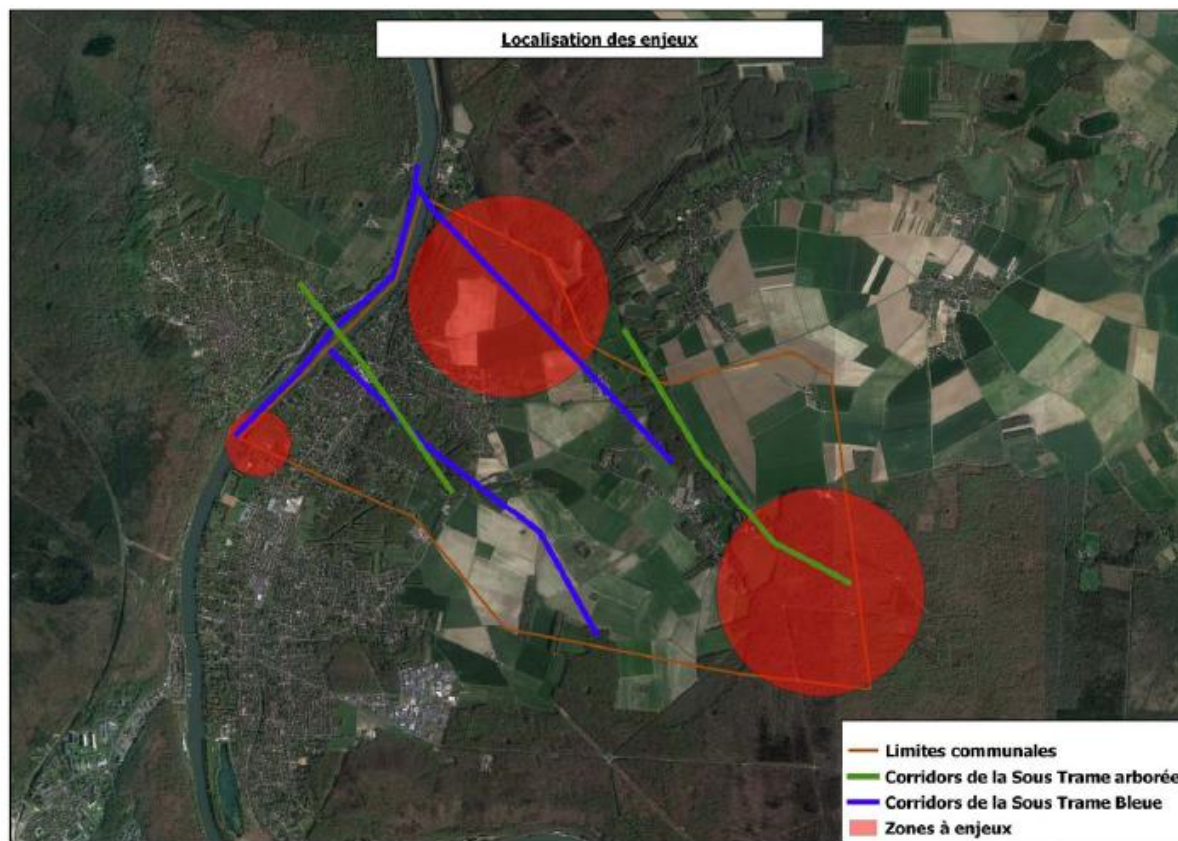 Localisation des enjeux
Limites communales
Corridors de la Sous Trame arborée
Corridors de la Sous Trame Bleue
Zones à enjeux